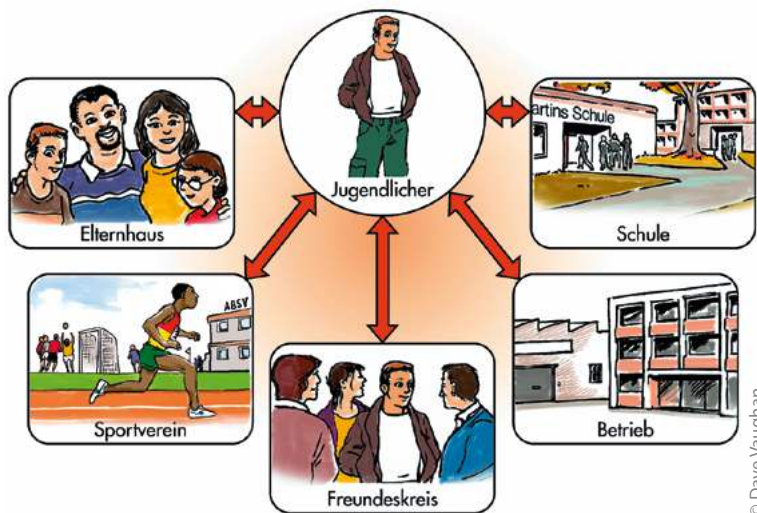 Jugendlicher
artins Schule
Elternhaus
Schule
ABSV
Sportverein
Betrieb
Freundeskreis
© Dave Vaughan